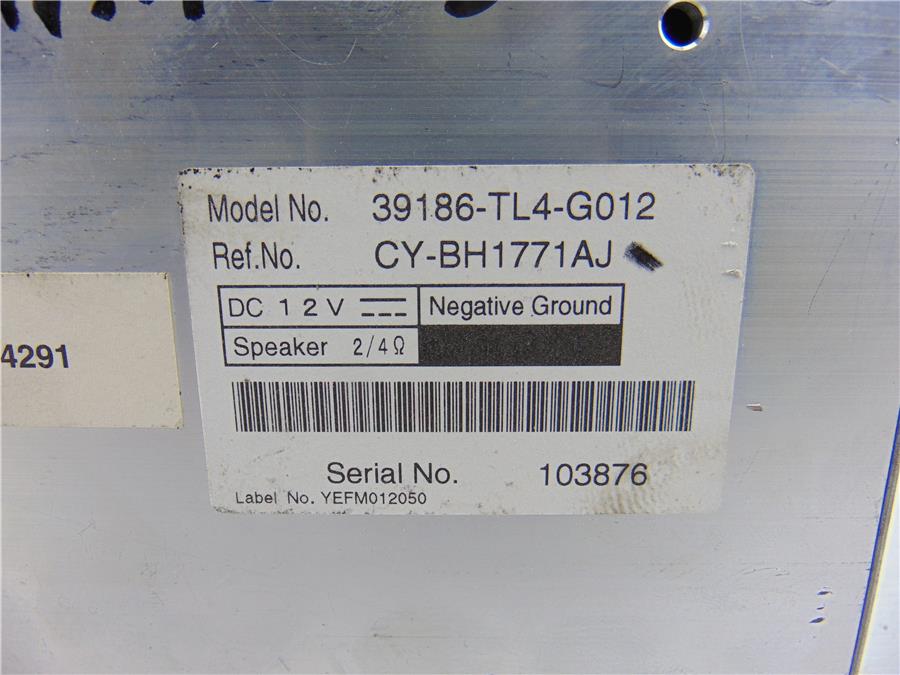 Model No. 39186-TL4-G012
Ref.No. CY-BH1771AJ
DC 12V Negative Ground
Speaker 2/4Ω
4291
Serial No. 103876
Label No. YEFM012050